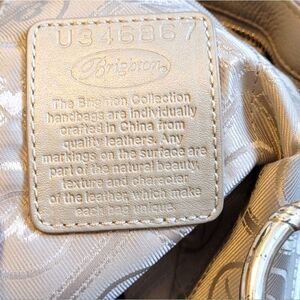 U346867
Brighton
The Brighton Collection
handbags are individually
crafted in China from
quality leathers. Any
markings on the surface are
part of the natural beauty,
texture and character
of the leather, which make
each bag unique.